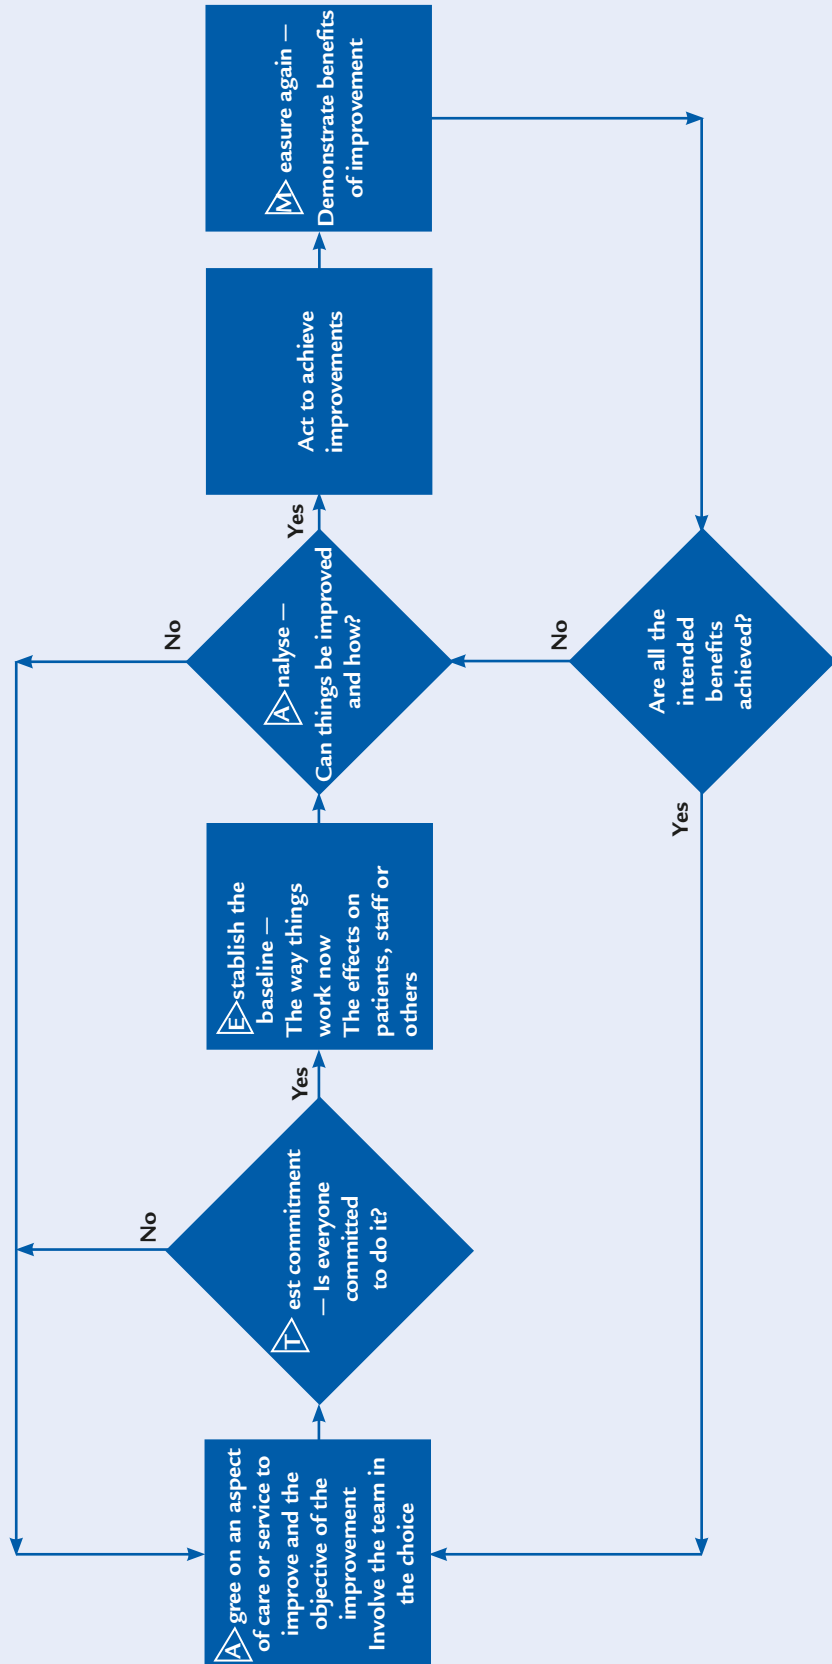 A gree on an aspect
of care or service to
improve and the
objective of the
improvement
Involve the team in
the choice
T est commitment
— Is everyone
committed
to do it?
No
Yes
E stablish the
baseline —
The way things
work now
The effects on
patients, staff or
others
A nalyse —
Can things be improved
and how?
No
Yes
Act to achieve
improvements
M easure again —
Demonstrate benefits
of improvement
Are all the
intended
benefits
achieved?
No
Yes